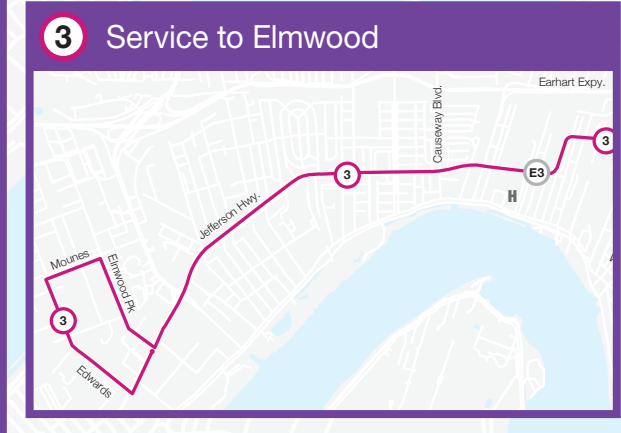 3 Service to Elmwood
Earhart Expy.
Causeway Blvd.
3
3
E3
H
Jefferson Hwy.
Mounes
Elmwood Pk
3
Edwards